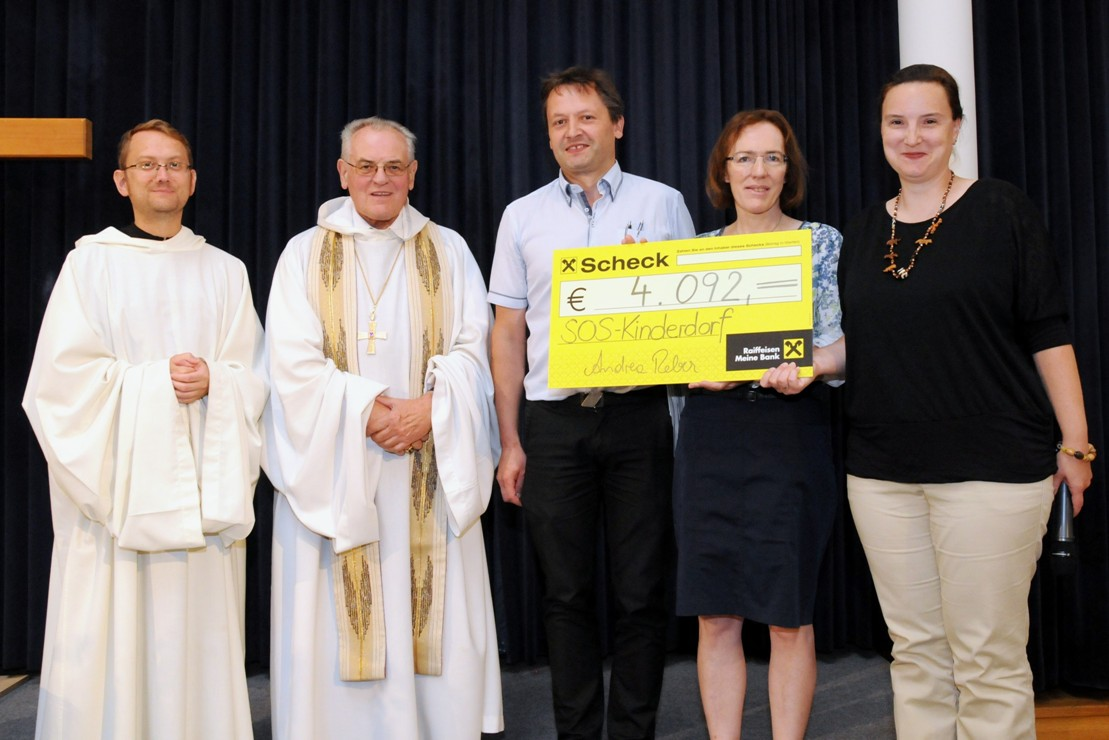 Scheck
€ 4.092,=
SOS-Kinderdorf
Andrea Reber
Raiffeisen
Meine Bank